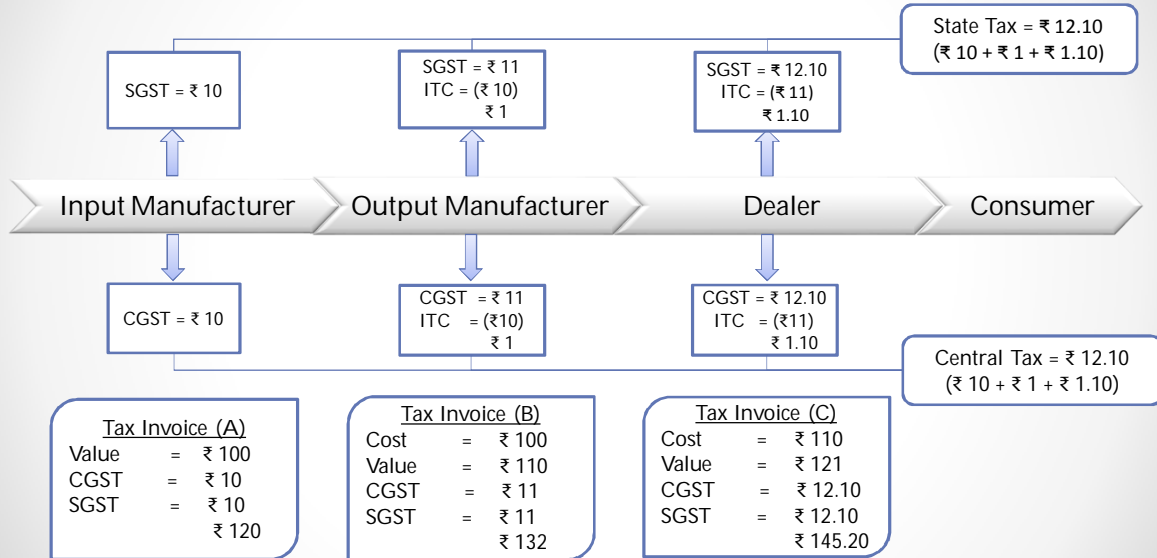 State Tax = ₹ 12.10
(₹ 10 + ₹ 1 + ₹ 1.10)
SGST = ₹ 10
SGST = ₹ 11
ITC = (₹ 10)
₹ 1
SGST = ₹ 12.10
ITC = (₹ 11)
₹ 1.10
Input Manufacturer
Output Manufacturer
Dealer
Consumer
CGST = ₹ 10
CGST = ₹ 11
ITC = (₹10)
₹ 1
CGST = ₹ 12.10
ITC = (₹11)
₹ 1.10
Central Tax = ₹ 12.10
(₹ 10 + ₹ 1 + ₹ 1.10)
Tax Invoice (A)
Value = ₹ 100
CGST = ₹ 10
SGST = ₹ 10
₹ 120
Tax Invoice (B)
Cost = ₹ 100
Value = ₹ 110
CGST = ₹ 11
SGST = ₹ 11
₹ 132
Tax Invoice (C)
Cost = ₹ 110
Value = ₹ 121
CGST = ₹ 12.10
SGST = ₹ 12.10
₹ 145.20